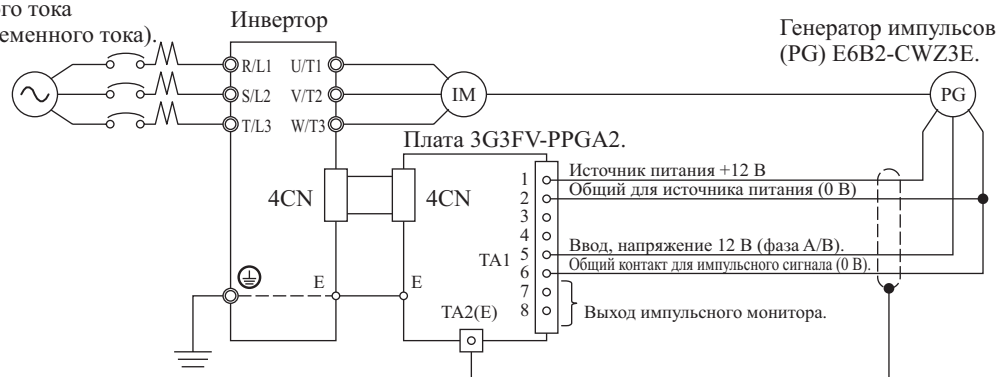 ого тока
еменного тока).
Инвертор
Генератор импульсов
(PG) E6B2-CWZ3E.
R/L1 U/T1
S/L2 V/T2
T/L3 W/T3
IM
PG
Плата 3G3FV-PPGA2.
4CN
4CN
1 Источник питания +12 В
2 Общий для источника питания (0 В)
3
4
5 Ввод, напряжение 12 В (фаза А/В).
TA1
6 Общий контакт для импульсного сигнала (0 В).
7
8 Выход импульсного монитора.
E
E
TA2(E)